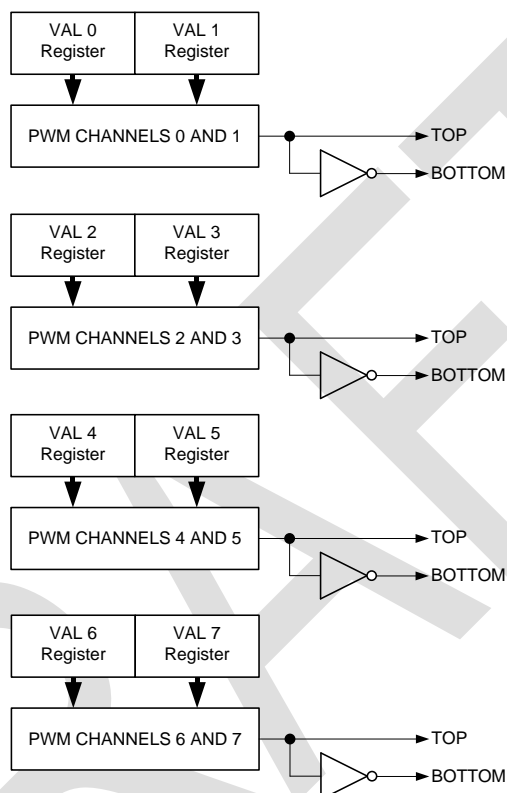 VAL 0 Register
VAL 1 Register
PWM CHANNELS 0 AND 1
TOP
BOTTOM
VAL 2 Register
VAL 3 Register
PWM CHANNELS 2 AND 3
TOP
BOTTOM
VAL 4 Register
VAL 5 Register
PWM CHANNELS 4 AND 5
TOP
BOTTOM
VAL 6 Register
VAL 7 Register
PWM CHANNELS 6 AND 7
TOP
BOTTOM